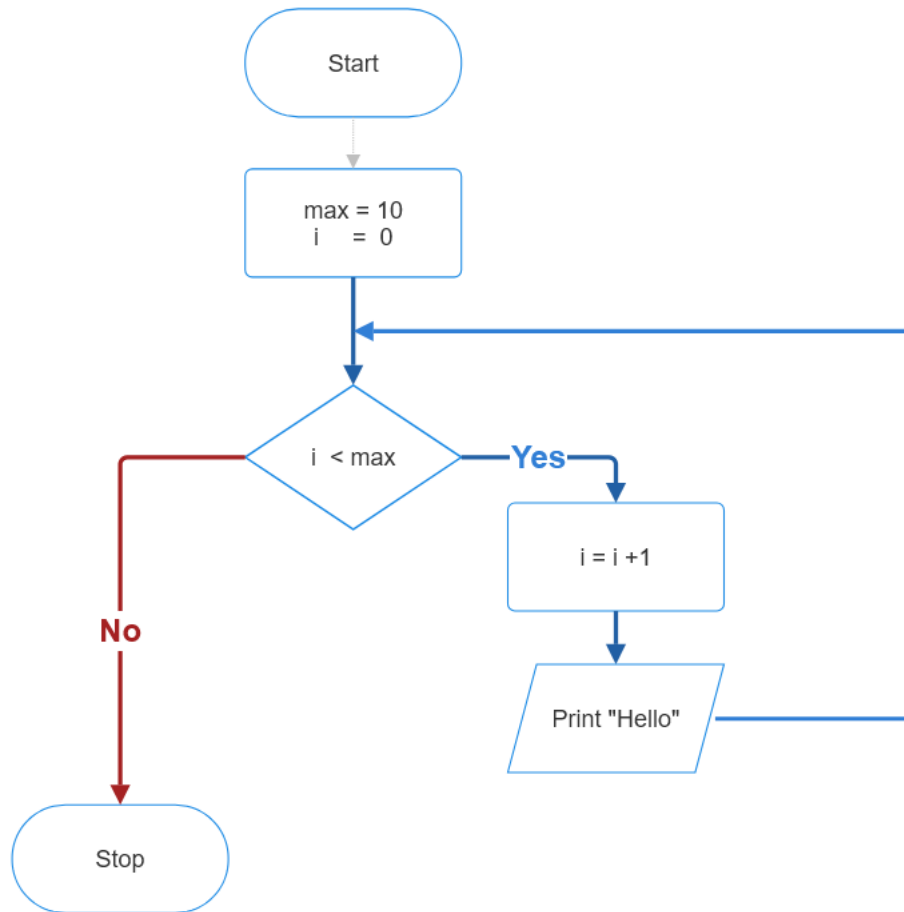 Start
max = 10
i = 0
i < max
Yes
i = i +1
No
Print "Hello"
Stop